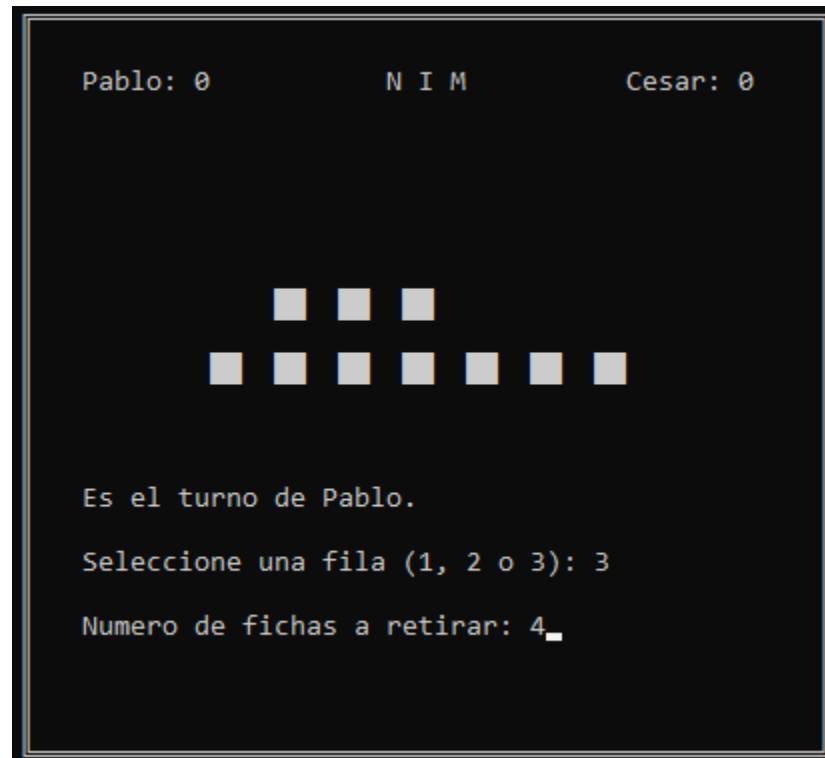 Pablo: 0 N I M Cesar: 0
Es el turno de Pablo.
Seleccione una fila (1, 2 o 3): 3
Numero de fichas a retirar: 4